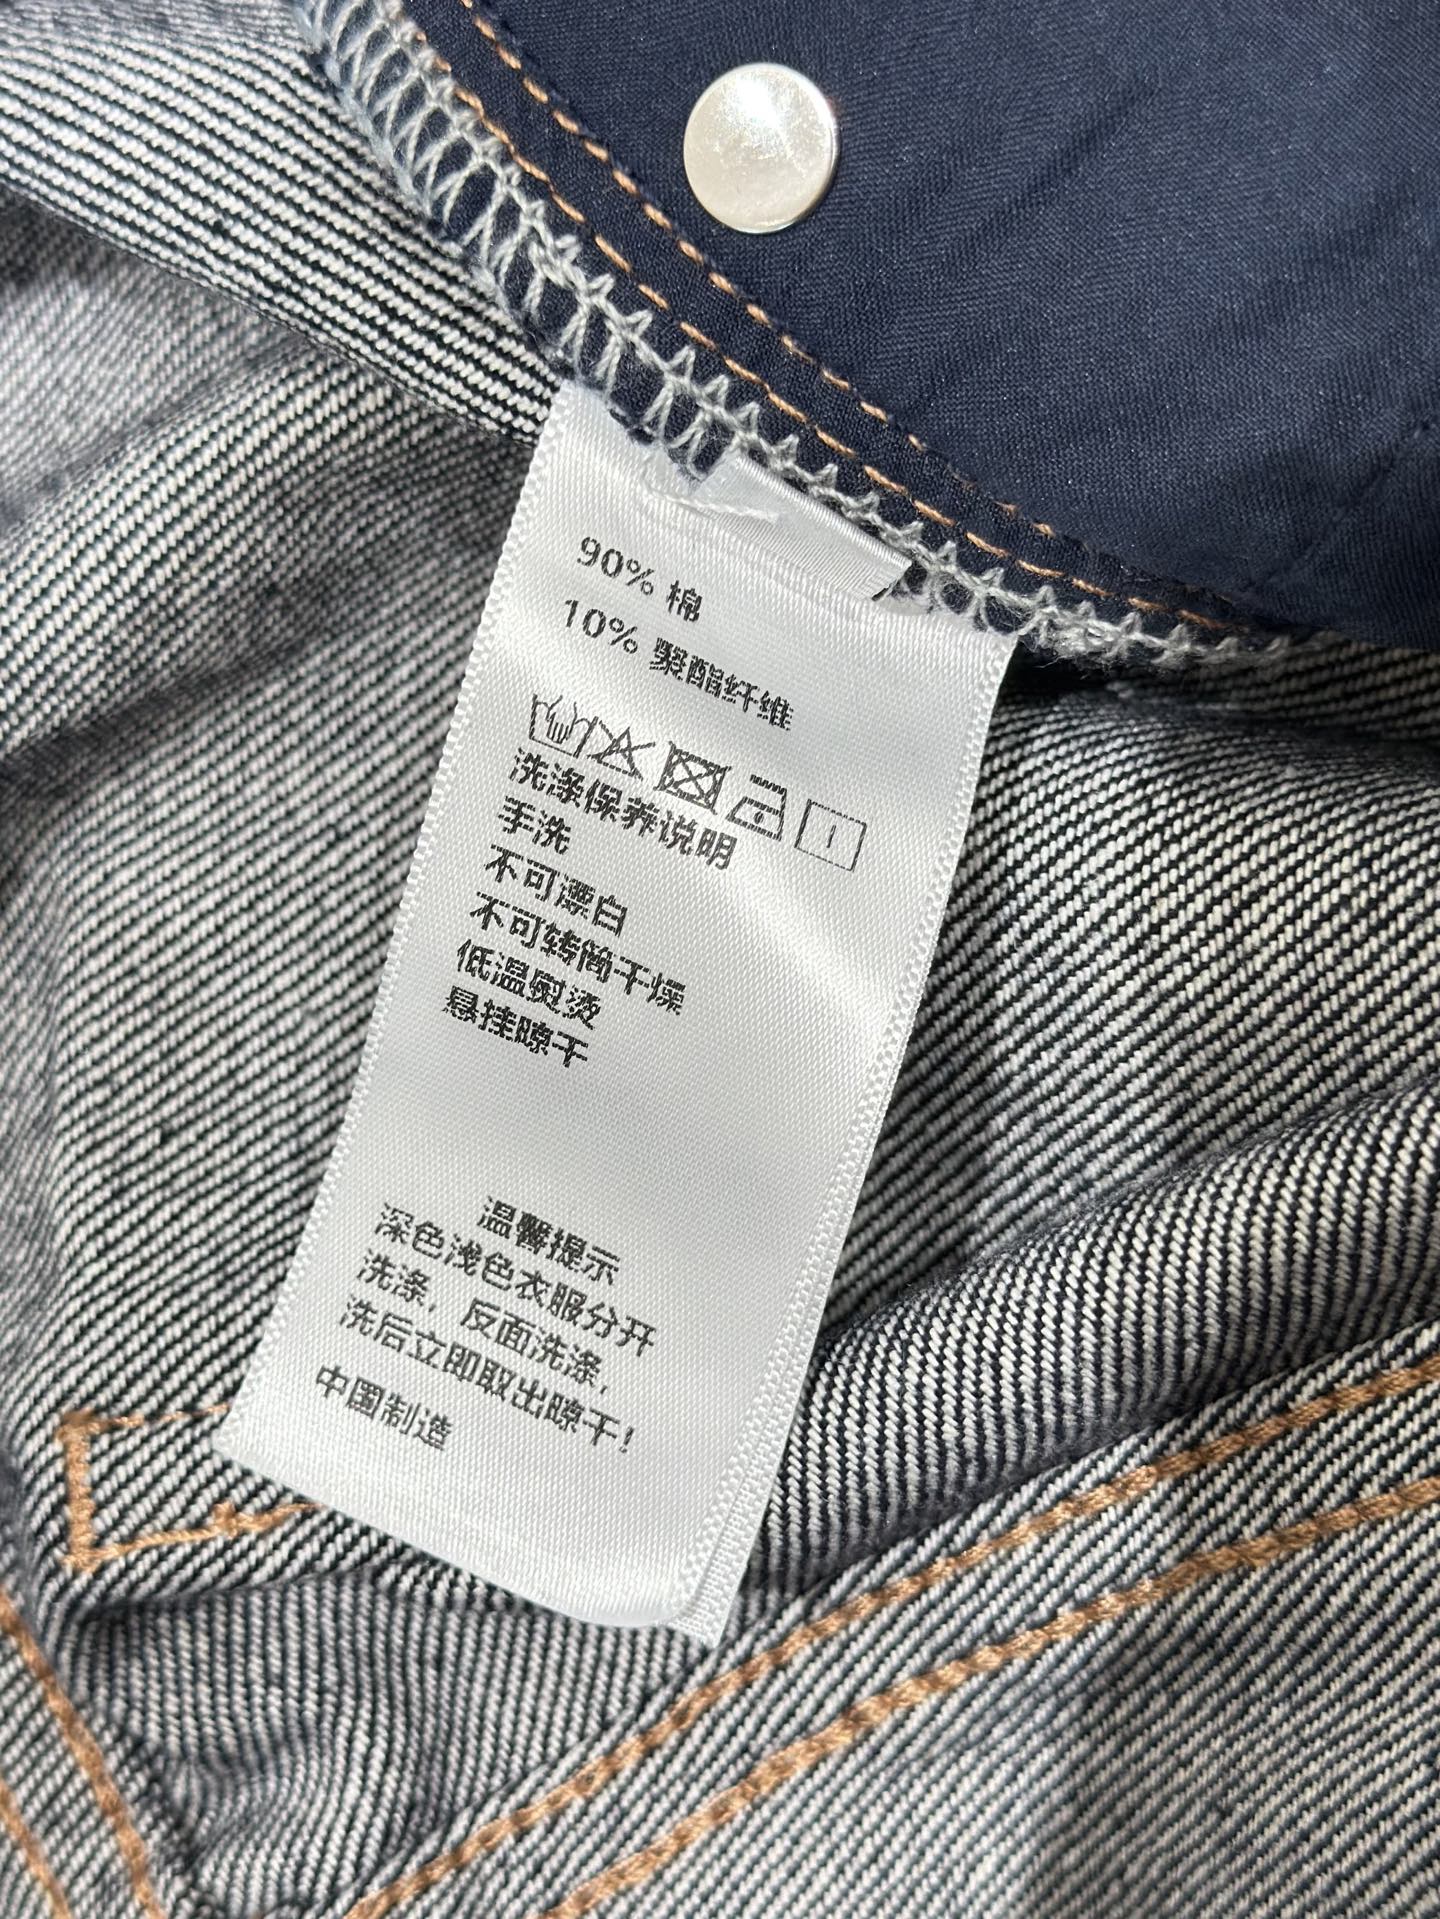 90% 棉
10% 聚酯纤维
洗涤保养说明
手洗
不可漂白
不可转筒干燥
低温熨烫
悬挂晾干
温馨提示
深色浅色衣服分开
洗涤，反面洗涤，
洗后立即取出晾干！
中国制造